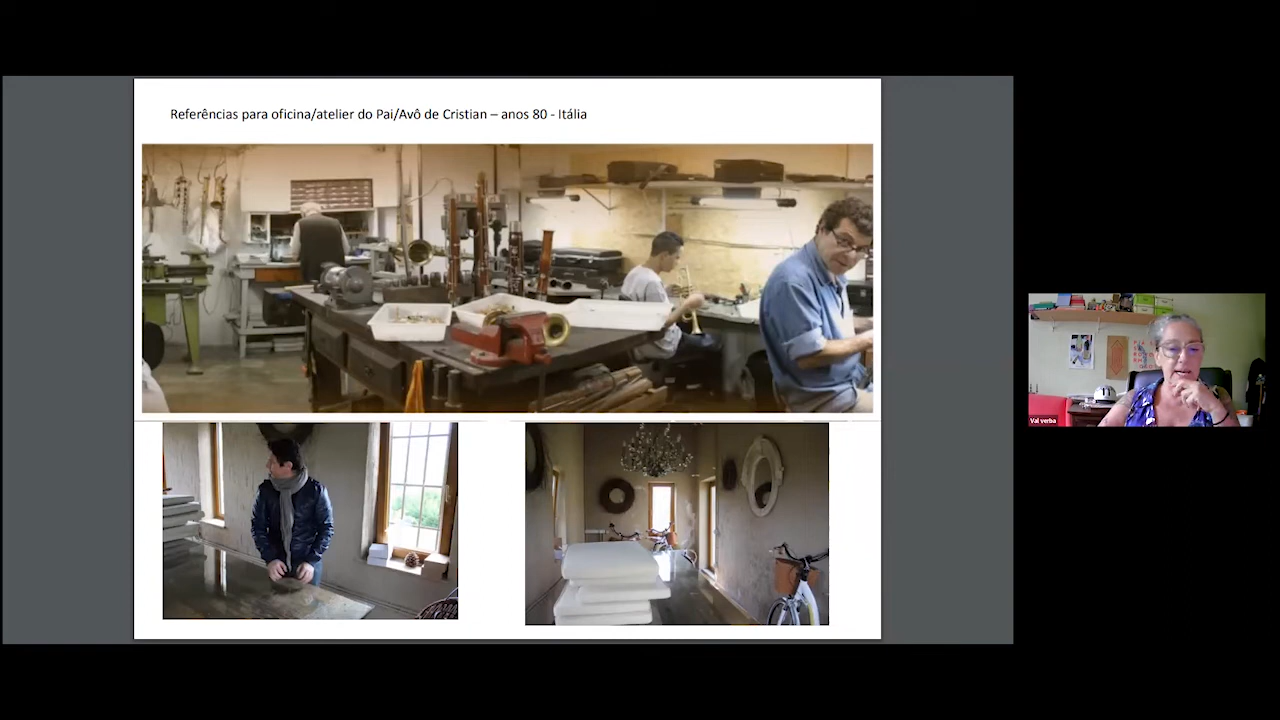 Referências para oficina/atelier do Pai/Avô de Cristian – anos 80 - Itália
Val verba